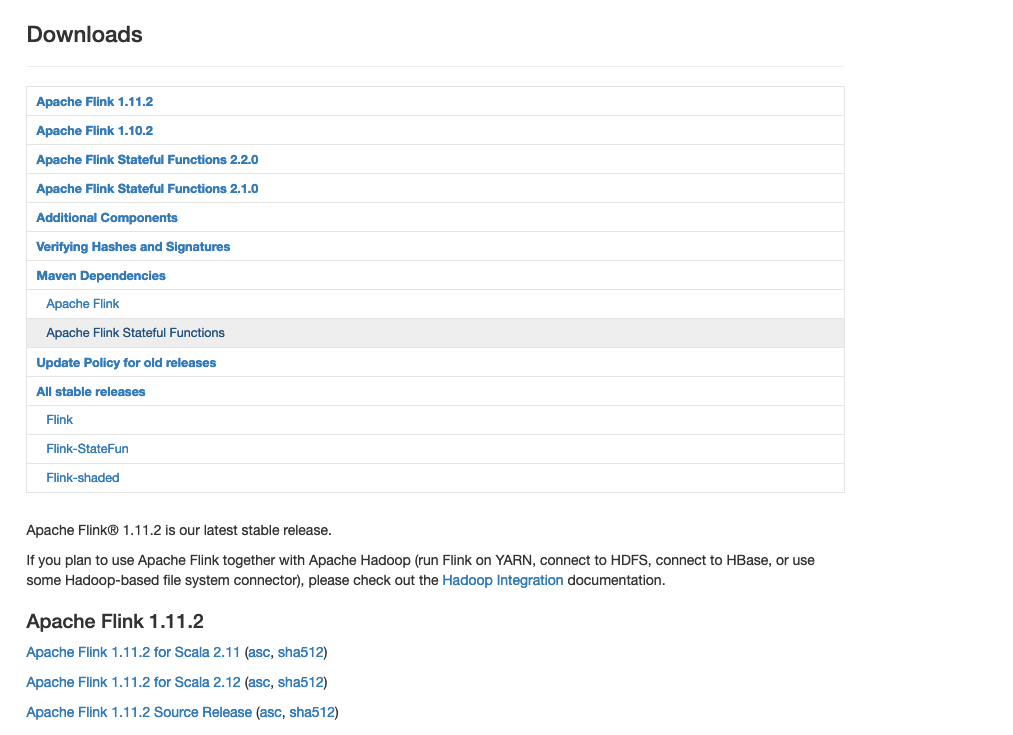 Downloads
Apache Flink 1.11.2
Apache Flink 1.10.2
Apache Flink Stateful Functions 2.2.0
Apache Flink Stateful Functions 2.1.0
Additional Components
Verifying Hashes and Signatures
Maven Dependencies
Apache Flink
Apache Flink Stateful Functions
Update Policy for old releases
All stable releases
Flink
Flink-StateFun
Flink-shaded
Apache Flink® 1.11.2 is our latest stable release.
If you plan to use Apache Flink together with Apache Hadoop (run Flink on YARN, connect to HDFS, connect to HBase, or use
some Hadoop-based file system connector), please check out the Hadoop Integration documentation.
Apache Flink 1.11.2
Apache Flink 1.11.2 for Scala 2.11 (asc, sha512)
Apache Flink 1.11.2 for Scala 2.12 (asc, sha512)
Apache Flink 1.11.2 Source Release (asc, sha512)